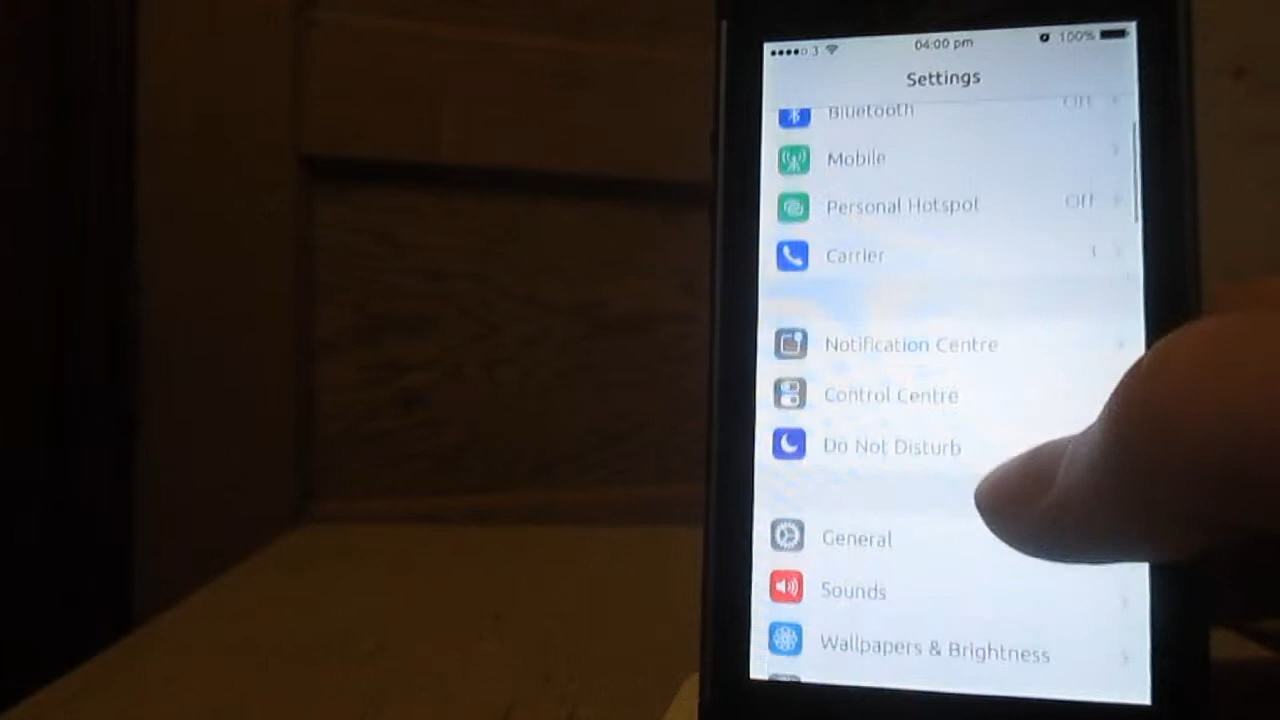 3 04:00 pm 100%
Settings
Bluetooth Off
Mobile
Personal Hotspot Off
Carrier
Notification Centre
Control Centre
Do Not Disturb
General
Sounds
Wallpapers & Brightness